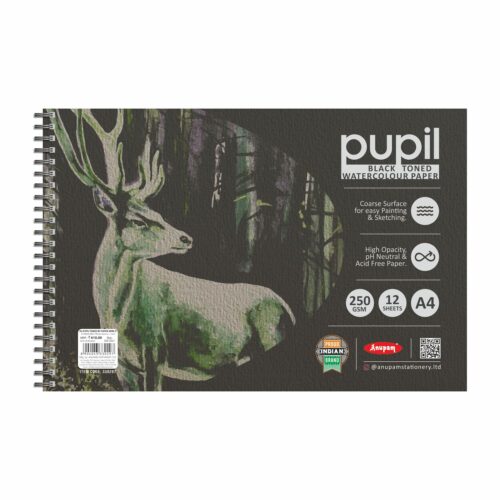 pupil
BLACK TONED
WATERCOLOUR PAPER
Coarse Surface
for easy Painting
& Sketching.
High Opacity,
pH Neutral &
Acid Free Paper.
250
GSM
12
SHEETS
A4
PROUD
INDIAN
BRAND
Anupam
@anupamstationery.ltd